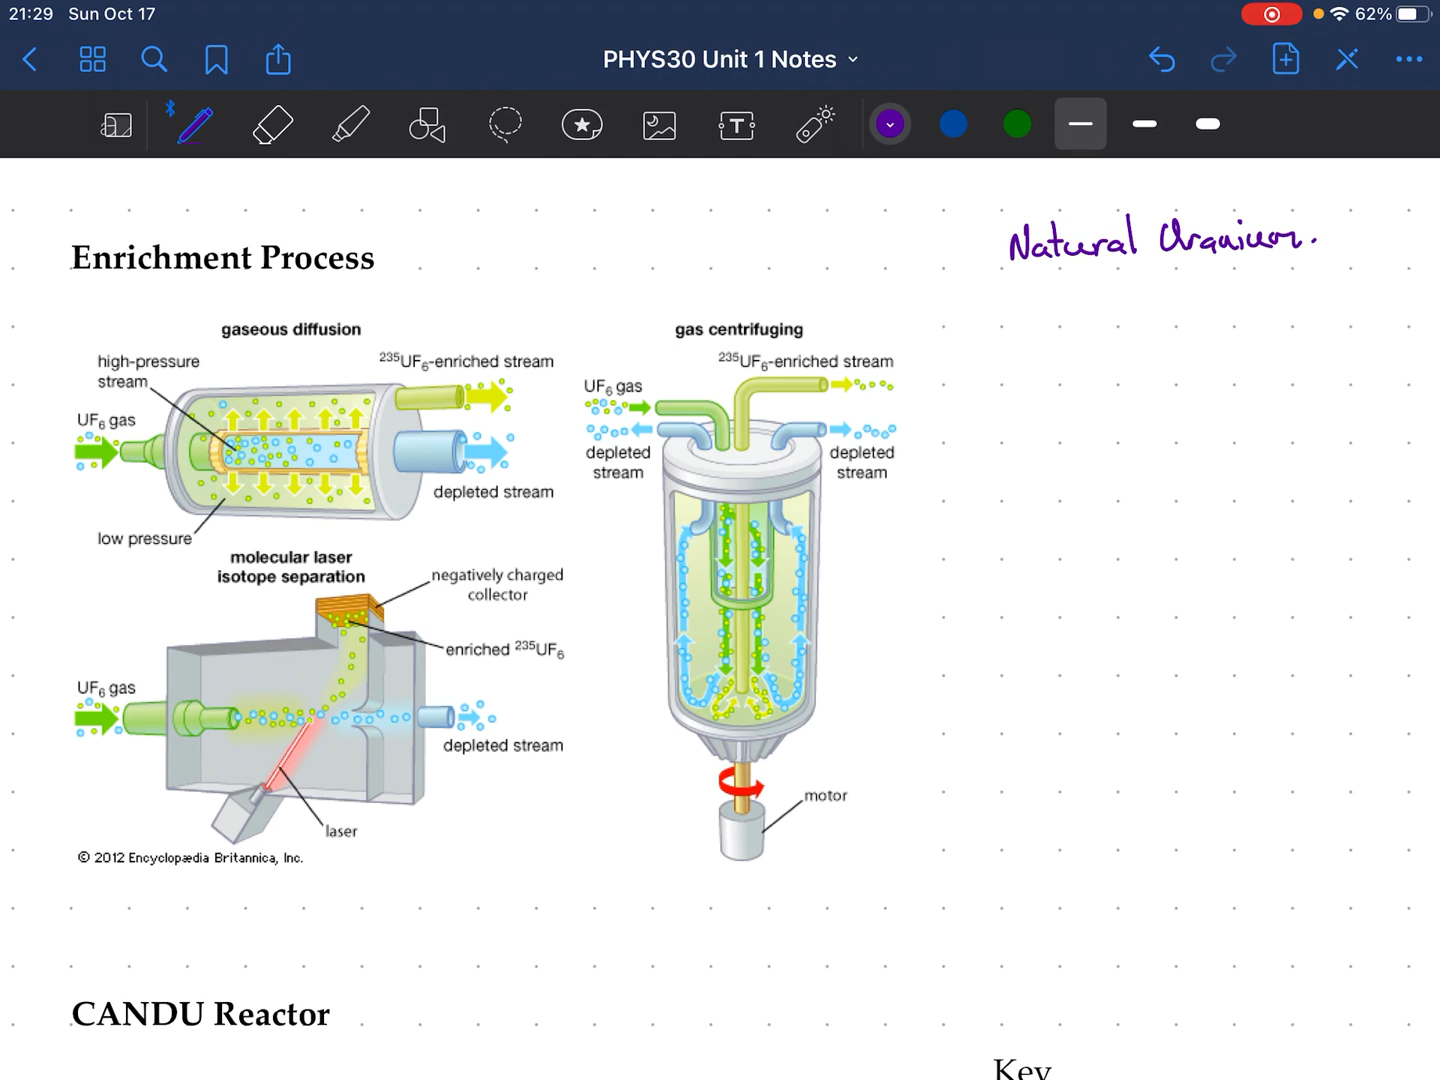 21:29 Sun Oct 17
62%
PHYS30 Unit 1 Notes
T
Natural Uranium.
Enrichment Process
gaseous diffusion
high-pressure
stream
235UF6-enriched stream
UF6 gas
depleted stream
low pressure
molecular laser
isotope separation
negatively charged
collector
enriched 235UF6
UF6 gas
depleted stream
laser
© 2012 Encyclopædia Britannica, Inc.
gas centrifuging
235UF6-enriched stream
UF6 gas
depleted
stream
depleted
stream
motor
CANDU Reactor
Key